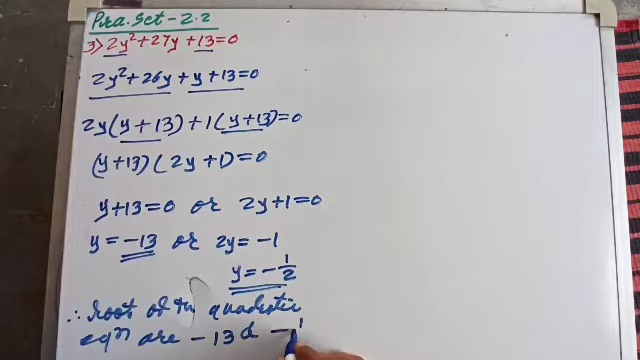 Pra. Set - 2.2
3> 2y² + 27y + 13 = 0
2y² + 26y + y + 13 = 0
2y(y + 13) + 1(y + 13) = 0
(y + 13)(2y + 1) = 0
y + 13 = 0 or 2y + 1 = 0
y = -13 or 2y = -1
y = -1/2
∴ Root of the quadratic
eqn are -13 & -1